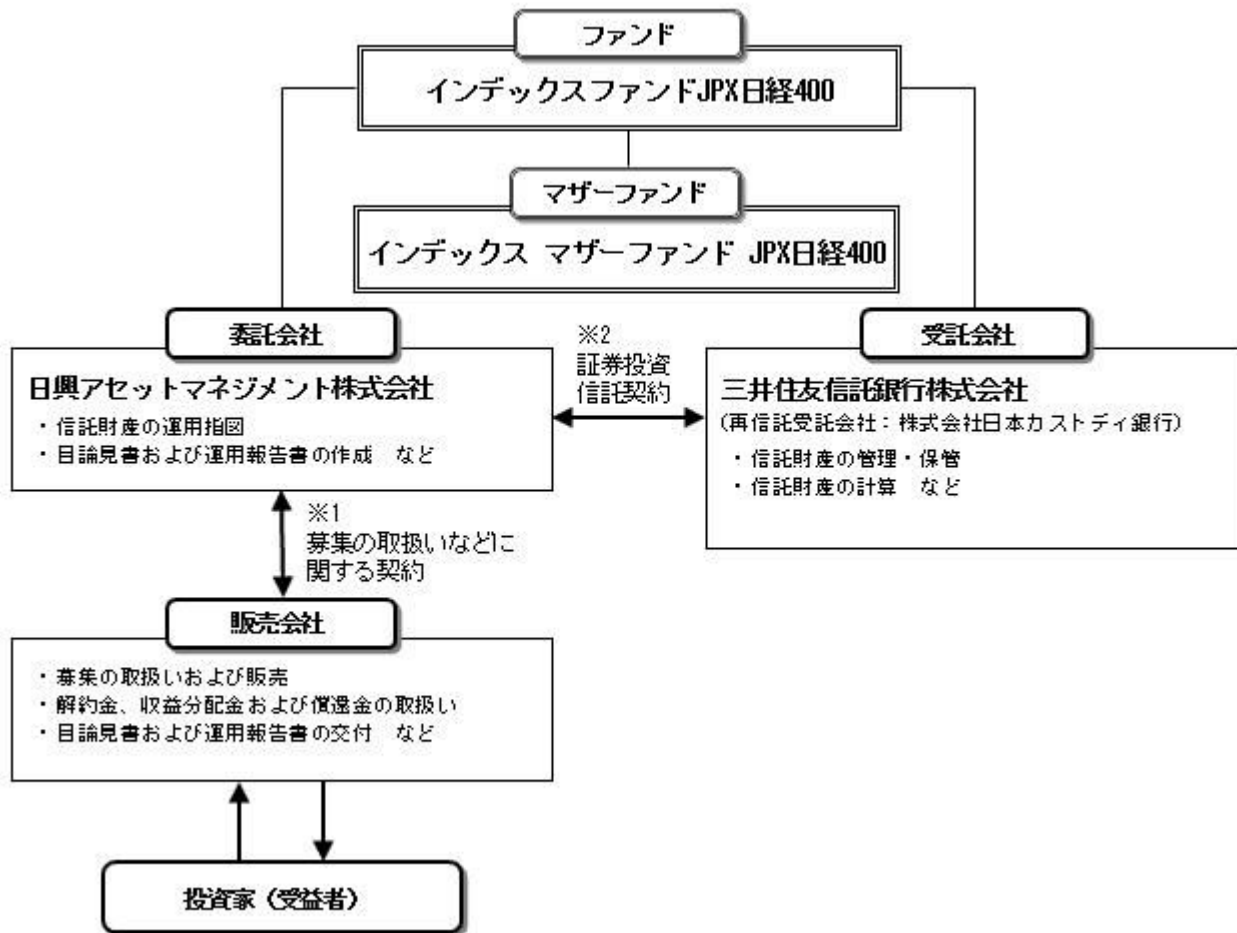 ファンド
インデックスファンドJPX日経400
マザーファンド
インデックス マザーファンド JPX日経400
委託会社
日興アセットマネジメント株式会社
・信託財産の運用指図
・目論見書および運用報告書の作成 など
※2
証券投資
信託契約
受託会社
三井住友信託銀行株式会社
(再信託受託会社：株式会社日本カストディ銀行)
・信託財産の管理・保管
・信託財産の計算 など
※1
募集の取扱いなどに
関する契約
販売会社
・募集の取扱いおよび販売
・解約金、収益分配金および償還金の取扱い
・目論見書および運用報告書の交付 など
投資家（受益者）